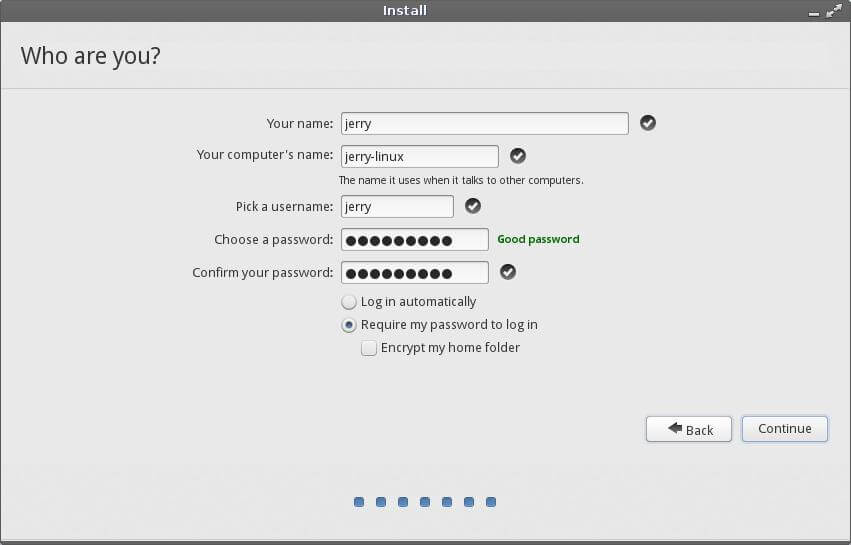 Install
Who are you?
Your name: jerry
Your computer's name: jerry-linux
The name it uses when it talks to other computers.
Pick a username: jerry
Choose a password: ●●●●●●●●● Good password
Confirm your password: ●●●●●●●●●
Log in automatically
Require my password to log in
Encrypt my home folder
Back Continue